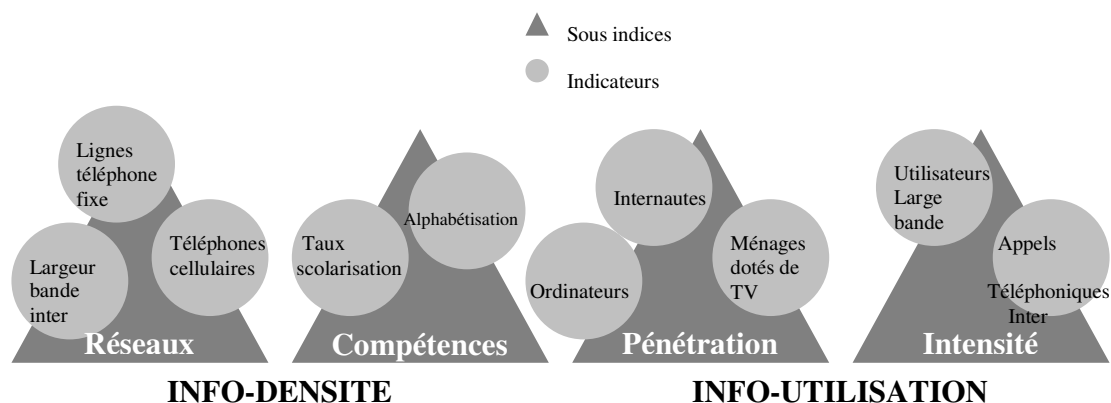 Sous indices
Indicateurs
Lignes
téléphone
fixe
Largeur
bande
inter
Téléphones
cellulaires
Réseaux
Taux
scolarisation
Alphabétisation
Compétences
INFO-DENSITE
Internautes
Ordinateurs
Ménages
dotés de
TV
Pénétration
Utilisateurs
Large
bande
Appels
Téléphoniques
Inter
Intensité
INFO-UTILISATION